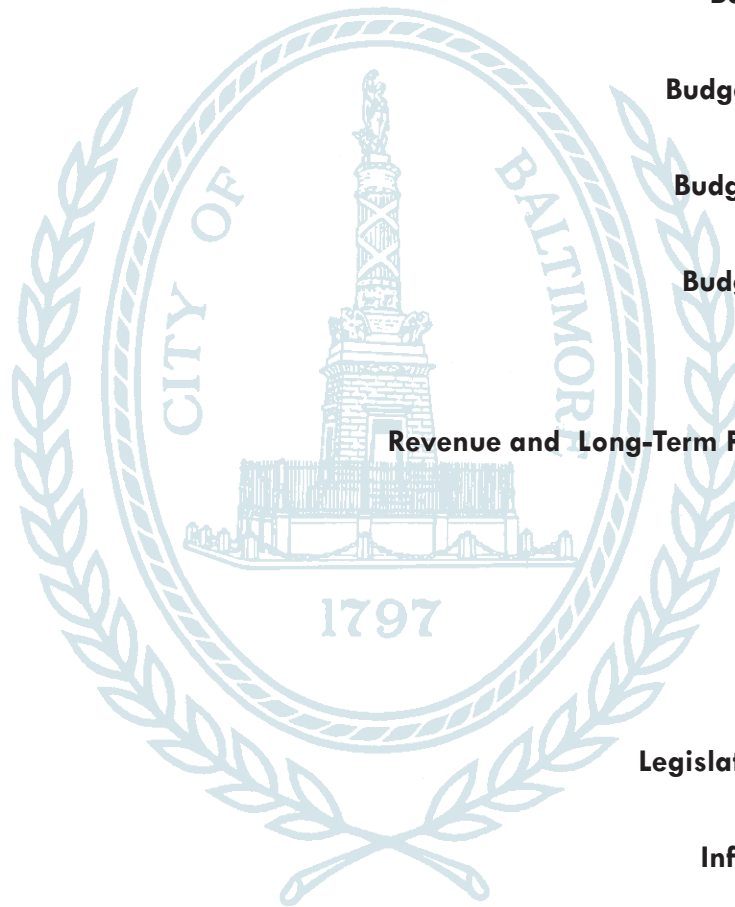 Budg
Budg
Budg
CITY OF BALTIMORE
Revenue and Long-Term
1797
Legislat
Inf